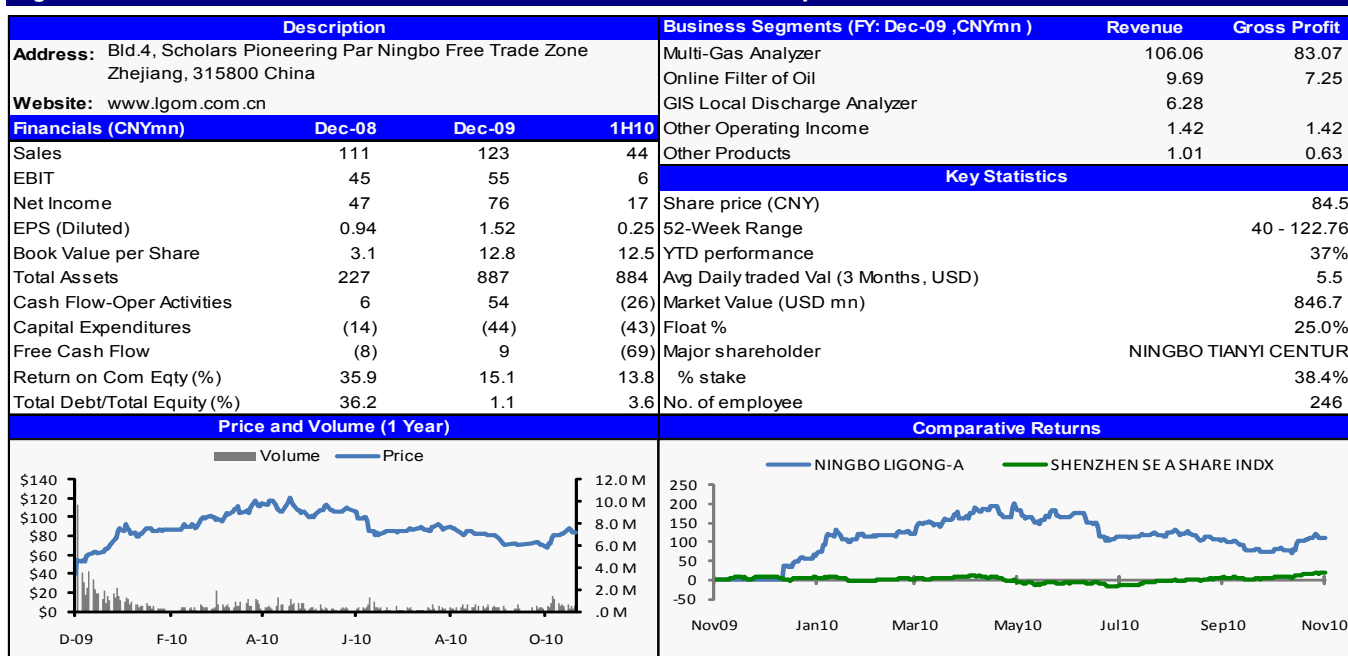 Description
Address: Bld.4, Scholars Pioneering Par Ningbo Free Trade Zone
Zhejiang, 315800 China
Website: www.lgom.com.cn
Financials (CNYmn) Dec-08 Dec-09 1H10
Sales 111 123 44
EBIT 45 55 6
Net Income 47 76 17
EPS (Diluted) 0.94 1.52 0.25
Book Value per Share 3.1 12.8 12.5
Total Assets 227 887 884
Cash Flow-Oper Activities 6 54 (26)
Capital Expenditures (14) (44) (43)
Free Cash Flow (8) 9 (69)
Return on Com Eqty (%) 35.9 15.1 13.8
Total Debt/Total Equity (%) 36.2 1.1 3.6
Business Segments (FY: Dec-09 ,CNYmn ) Revenue Gross Profit
Multi-Gas Analyzer 106.06 83.07
Online Filter of Oil 9.69 7.25
GIS Local Discharge Analyzer 6.28
Other Operating Income 1.42 1.42
Other Products 1.01 0.63
Key Statistics
Share price (CNY) 84.5
52-Week Range 40 - 122.76
YTD performance 37%
Avg Daily traded Val (3 Months, USD) 5.5
Market Value (USD mn) 846.7
Float % 25.0%
Major shareholder NINGBO TIANYI CENTUR
% stake 38.4%
No. of employee 246
Price and Volume (1 Year)
Volume Price
$140 12.0 M
$120 10.0 M
$100 8.0 M
$80 6.0 M
$60 4.0 M
$40 2.0 M
$20 .0 M
$0
D-09 F-10 A-10 J-10 A-10 O-10
Comparative Returns
NINGBO LIGONG-A SHENZHEN SE A SHARE INDX
250
200
150
100
50
0
-50
Nov09 Jan10 Mar10 May10 Jul10 Sep10 Nov10